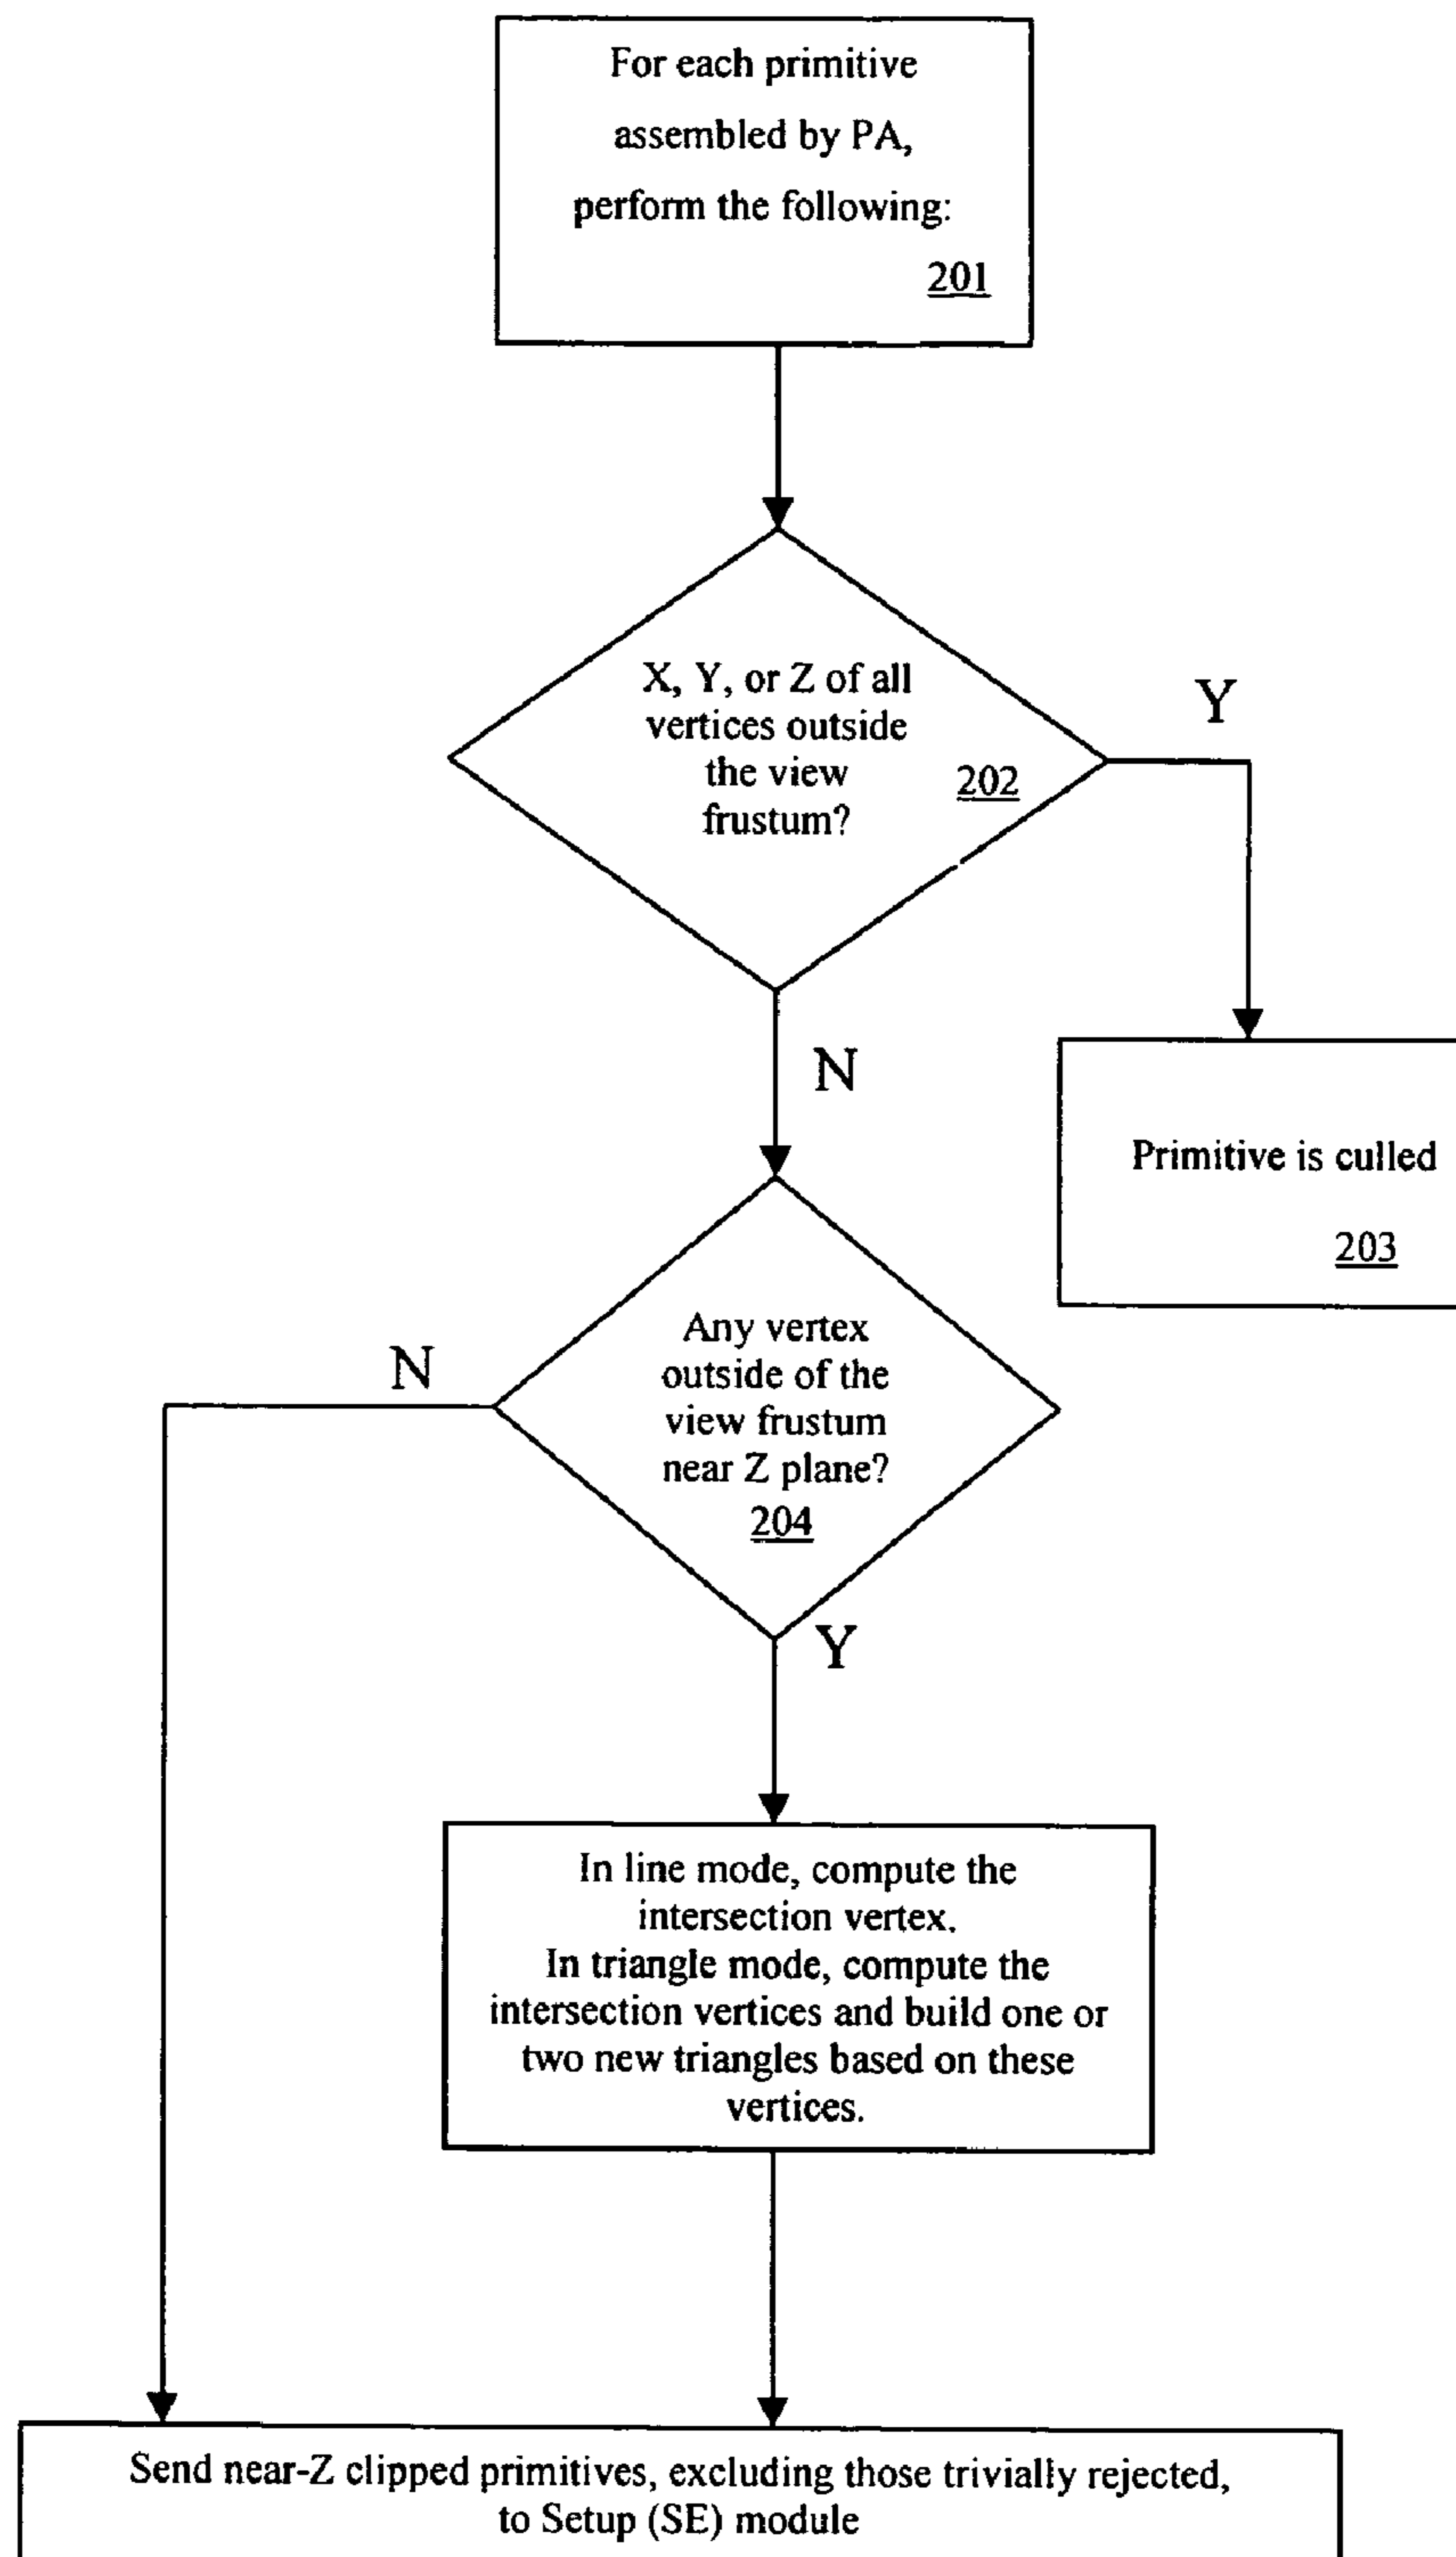 For each primitive
assembled by PA,
perform the following:
201
X, Y, or Z of all
vertices outside
the view
frustum?
202
Y
N
Primitive is culled
203
Any vertex
outside of the
view frustum
near Z plane?
204
N
Y
In line mode, compute the
intersection vertex.
In triangle mode, compute the
intersection vertices and build one or
two new triangles based on these
vertices.
Send near-Z clipped primitives, excluding those trivially rejected,
to Setup (SE) module